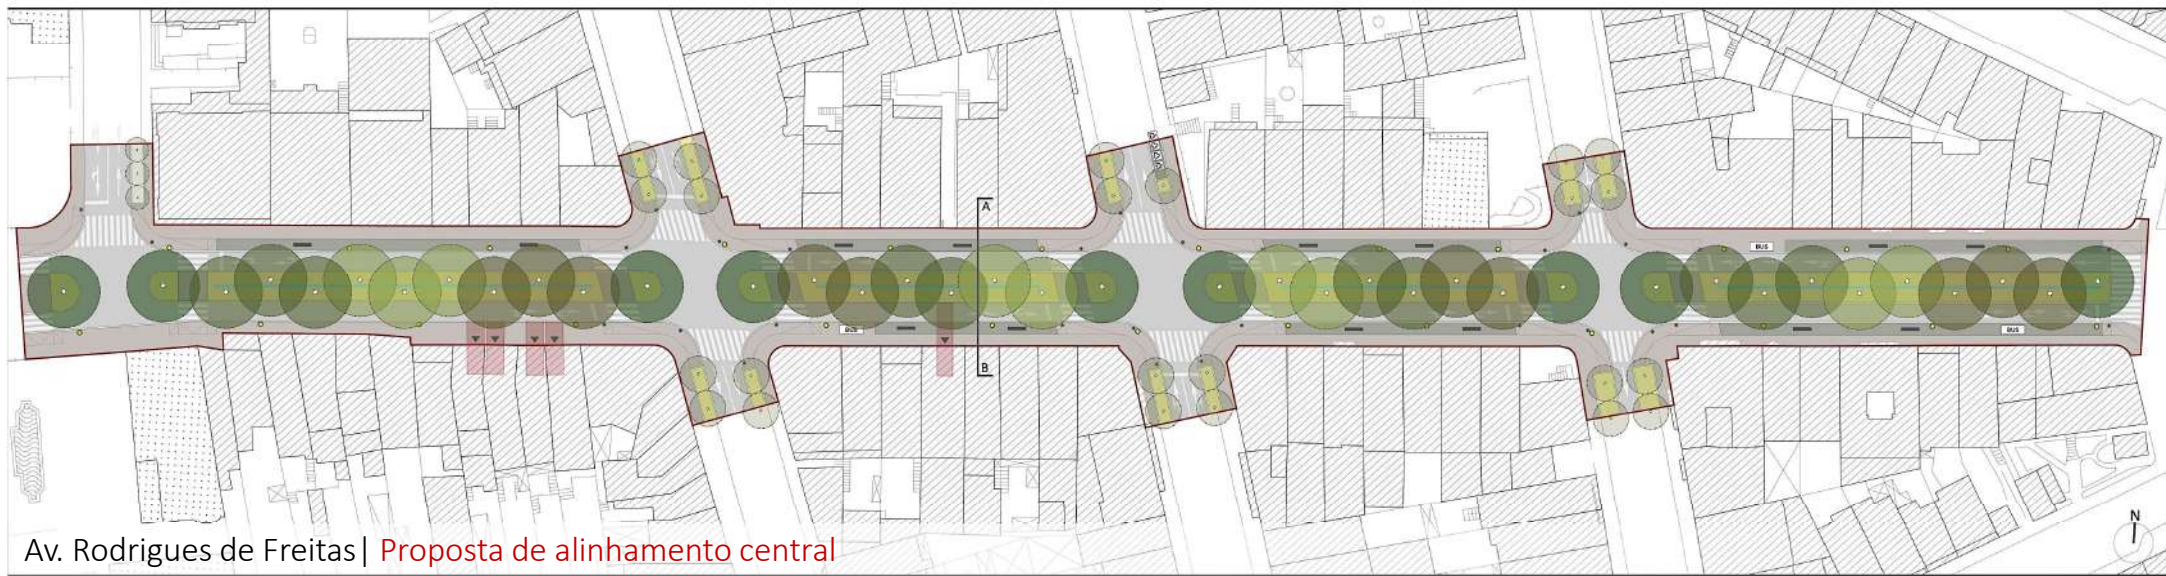 A
BUS
BUS
B
BUS
N
Av. Rodrigues de Freitas| Proposta de alinhamento central